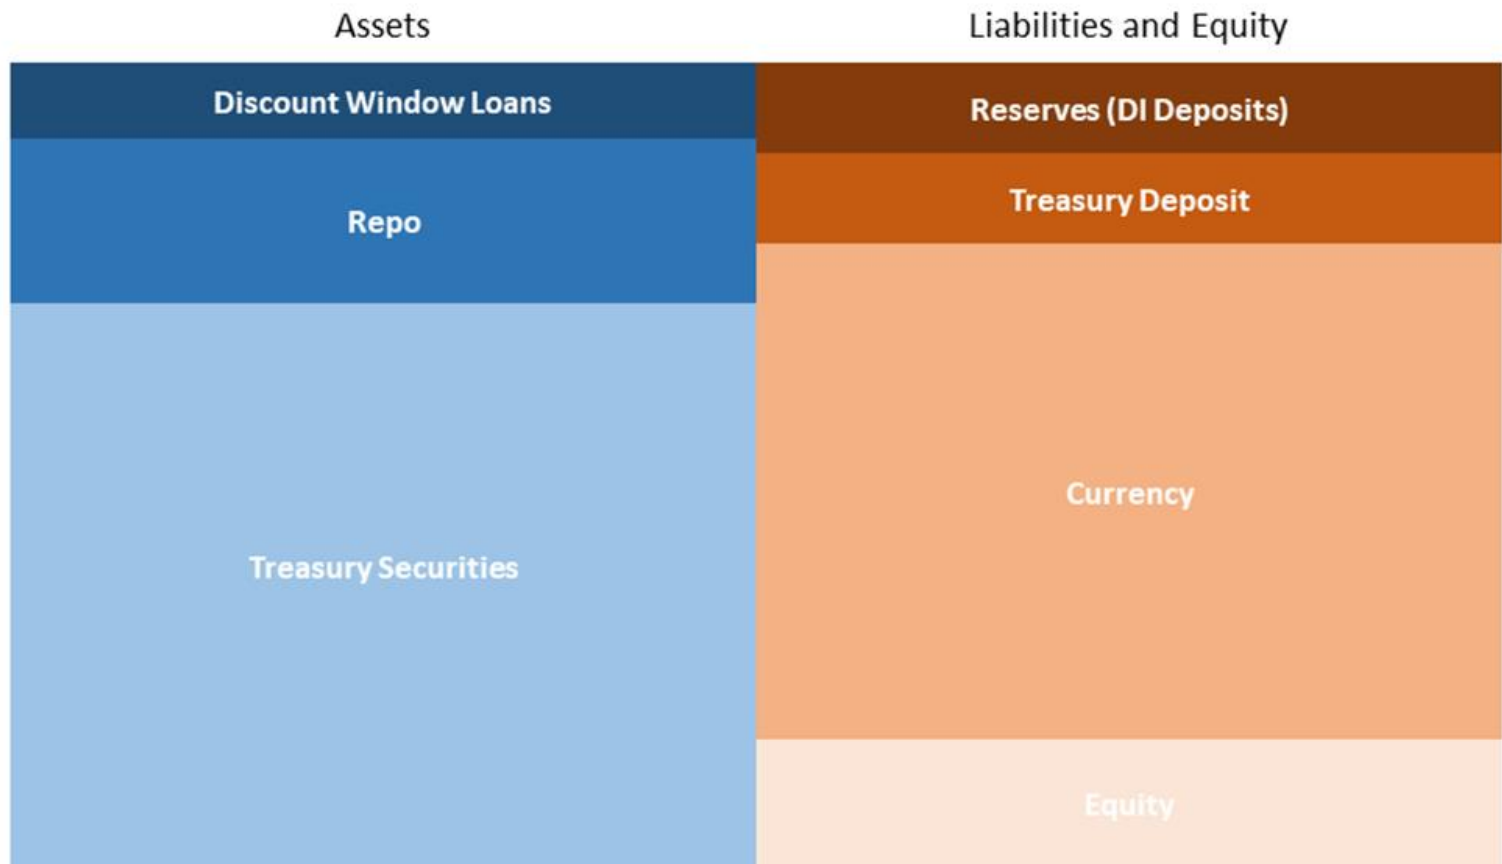 Assets
Liabilities and Equity
Discount Window Loans
Repo
Treasury Securities
Reserves (DI Deposits)
Treasury Deposit
Currency
Equity